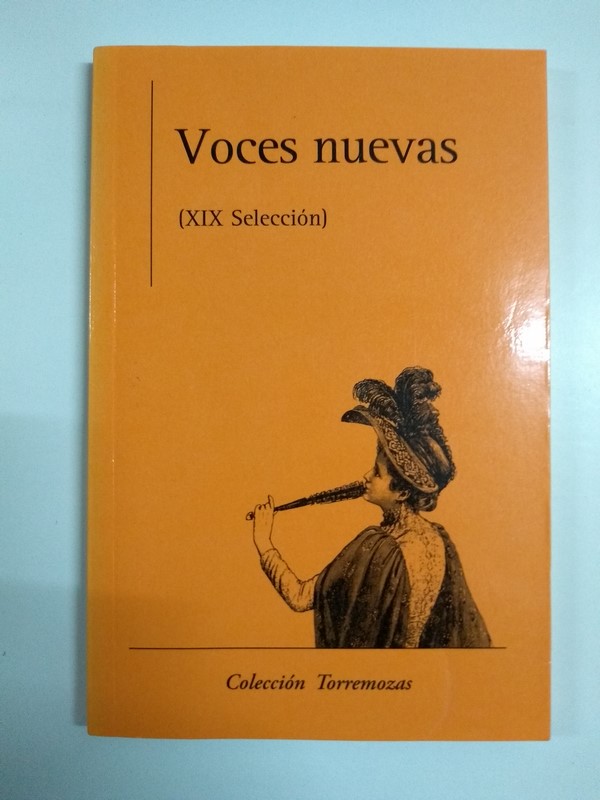 Voces nuevas
(XIX Selección)
Colección Torremozas